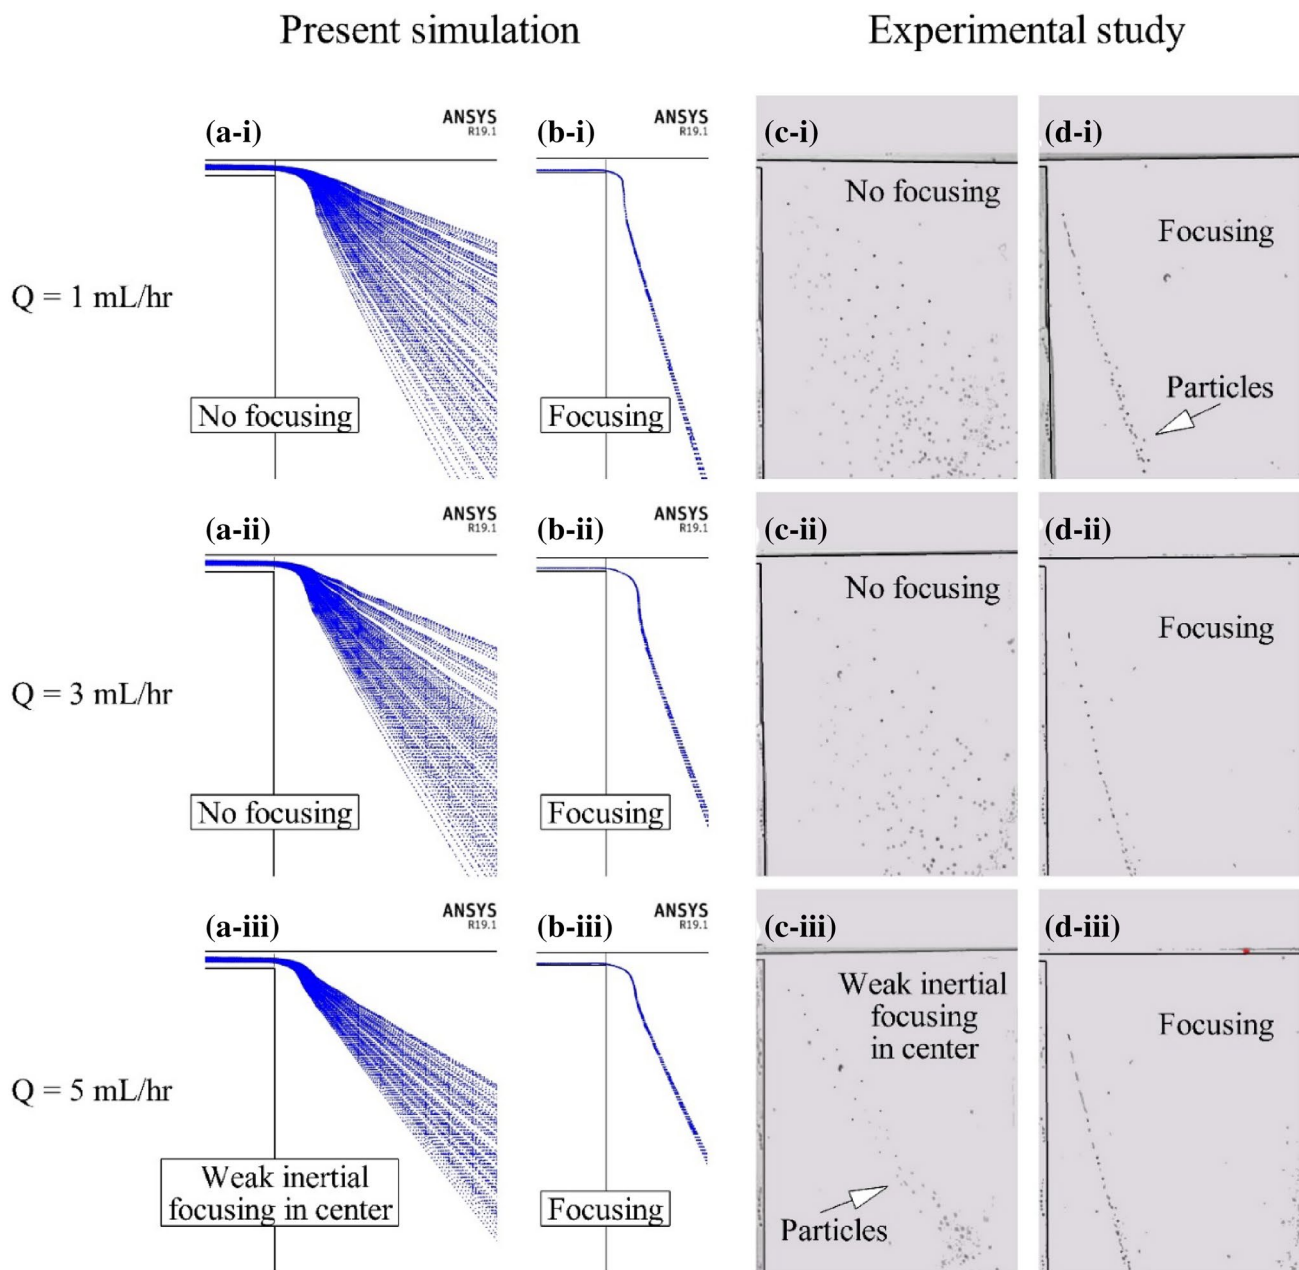 Present simulation
Experimental study
(a-i)
ANSYS
R19.1
(b-i)
ANSYS
R19.1
(c-i)
(d-i)
No focusing
Focusing
Q = 1 mL/hr
Particles
No focusing
Focusing
(a-ii)
ANSYS
R19.1
(b-ii)
ANSYS
R19.1
(c-ii)
(d-ii)
No focusing
Focusing
Q = 3 mL/hr
No focusing
Focusing
(a-iii)
ANSYS
R19.1
(b-iii)
ANSYS
R19.1
(c-iii)
(d-iii)
Weak inertial
focusing
in center
Focusing
Q = 5 mL/hr
Weak inertial
focusing in center
Focusing
Particles